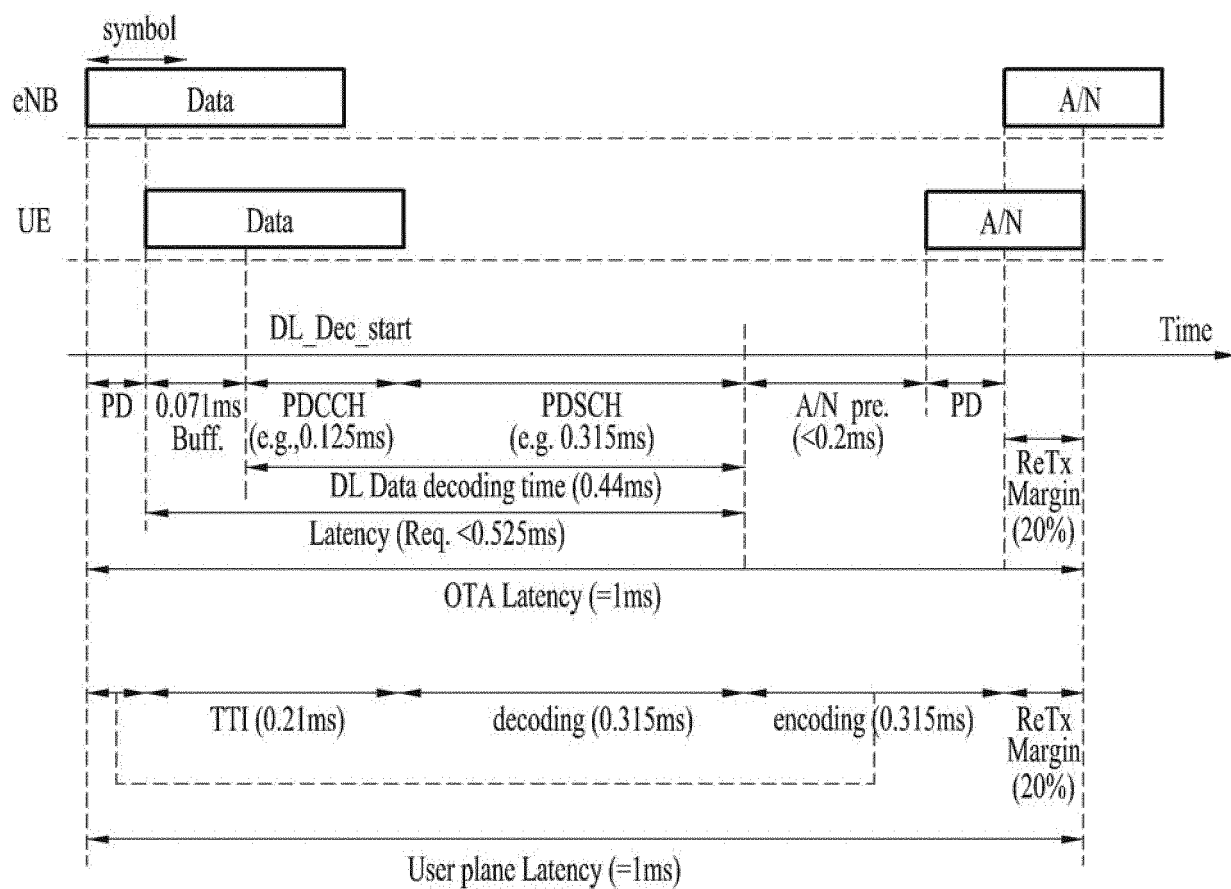 symbol
eNB
Data
A/N
UE
Data
A/N
DL_Dec_start
Time
PD
0.071ms
Buff.
PDCCH
(e.g.,0.125ms)
PDSCH
(e.g. 0.315ms)
A/N pre.
(<0.2ms)
PD
ReTx
Margin
(20%)
DL Data decoding time (0.44ms)
Latency (Req. <0.525ms)
OTA Latency (=1ms)
TTI (0.21ms)
decoding (0.315ms)
encoding (0.315ms)
ReTx
Margin
(20%)
User plane Latency (=1ms)